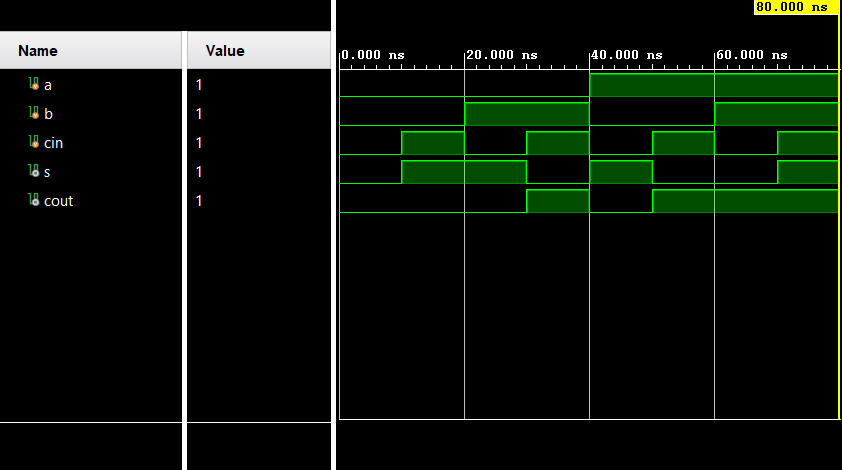 80.000 ns
Name Value
0.000 ns 20.000 ns 40.000 ns 60.000 ns
a 1
b 1
cin 1
s 1
cout 1